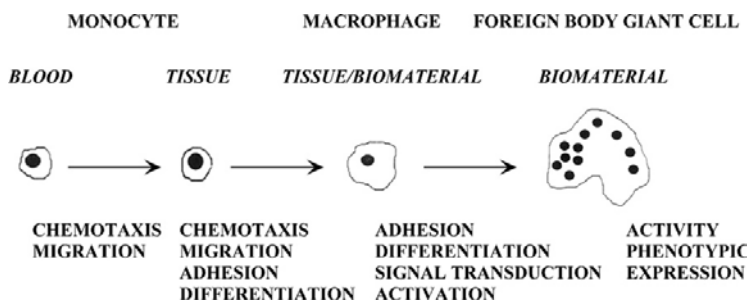 MONOCYTE MACROPHAGE FOREIGN BODY GIANT CELL
BLOOD TISSUE TISSUE/BIOMATERIAL BIOMATERIAL
CHEMOTAXIS CHEMOTAXIS ADHESION ACTIVITY
MIGRATION MIGRATION DIFFERENTIATION PHENOTYPIC
ADHESION SIGNAL TRANSDUCTION EXPRESSION
DIFFERENTIATION ACTIVATION